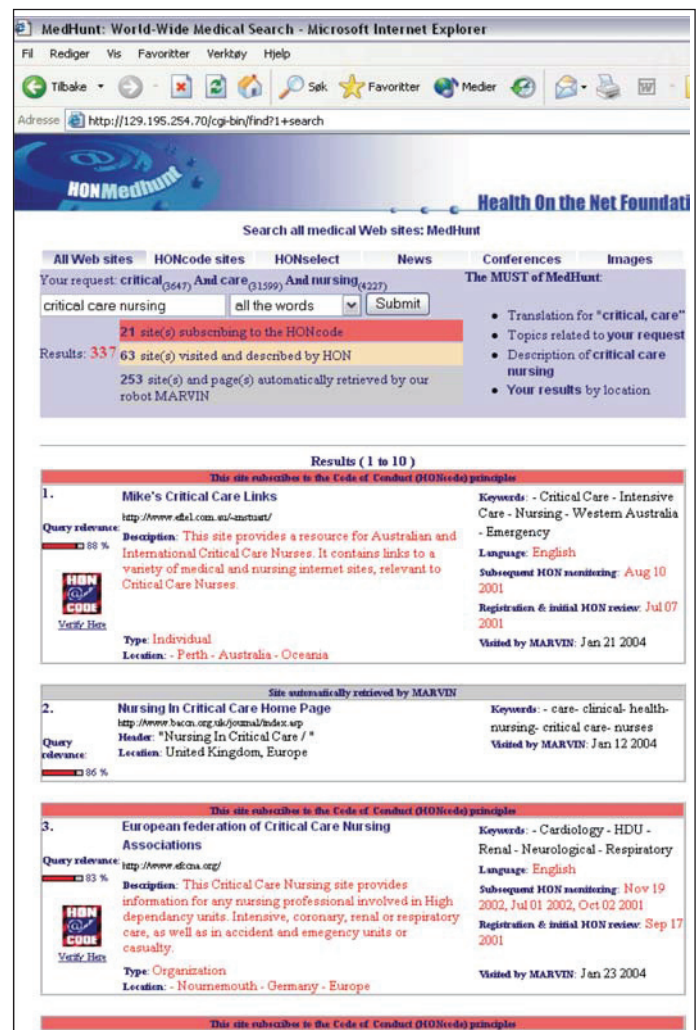 MedHunt: World-Wide Medical Search - Microsoft Internet Explorer
Fil Rediger Vis Favoritter Verktøy Hjelp
Tilbake Søk Favoritter Medier
Adresse http://129.195.254.70/cgi-bin/find?1+search
HONMedhunt
Health On the Net Foundati
Search all medical Web sites: MedHunt
All Web sites HONcode sites HONselect News Conferences Images
Your request: critical(3647) And care(31599) And nursing(4227)
critical care nursing all the words Submit
Results: 337
21 site(s) subscribing to the HONcode
63 site(s) visited and described by HON
253 site(s) and page(s) automatically retrieved by our
robot MARVIN
The MUST of MedHunt:
• Translation for "critical, care"
• Topics related to your request
• Description of critical care
nursing
• Your results by location
Results ( 1 to 10 )
This site subscribes to the Code of Conduct (HONcode) principles
1.
Mike's Critical Care Links
http://www.eftel.com.au/~anstuart/
Query relevance:
88 %
HON
@
CODE
Verify Here
Description: This site provides a resource for Australian and
International Critical Care Nurses. It contains links to a
variety of medical and nursing internet sites, relevant to
Critical Care Nurses.
Type: Individual
Location: - Perth - Australia - Oceania
Keywords: - Critical Care - Intensive
Care - Nursing - Western Australia
- Emergency
Language: English
Subsequent HON monitoring: Aug 10
2001
Registration & initial HON review: Jul 07
2001
Visited by MARVIN: Jan 21 2004
Site automatically retrieved by MARVIN
2.
Nursing In Critical Care Home Page
http://www.baccn.org.uk/journal/index.asp
Header: "Nursing In Critical Care / "
Location: United Kingdom, Europe
Query
relevance:
86 %
Keywords: - care- clinical- health-
nursing- critical care- nurses
Visited by MARVIN: Jan 12 2004
This site subscribes to the Code of Conduct (HONcode) principles
3.
European federation of Critical Care Nursing
Associations
http://www.efccna.org/
Query relevance:
83 %
HON
@
CODE
Verify Here
Description: This Critical Care Nursing site provides
information for any nursing professional involved in High
dependancy units. Intensive, coronary, renal or respiratory
care, as well as in accident and emegency units or
casualty.
Type: Organization
Location: - Nournemouth - Germany - Europe
Keywords: - Cardiology - HDU -
Renal - Neurological - Respiratory
Language: English
Subsequent HON monitoring: Nov 19
2002, Jul 01 2002, Oct 02 2001
Registration & initial HON review: Sep 17
2001
Visited by MARVIN: Jan 23 2004
This site subscribes to the Code of Conduct (HONcode) principles